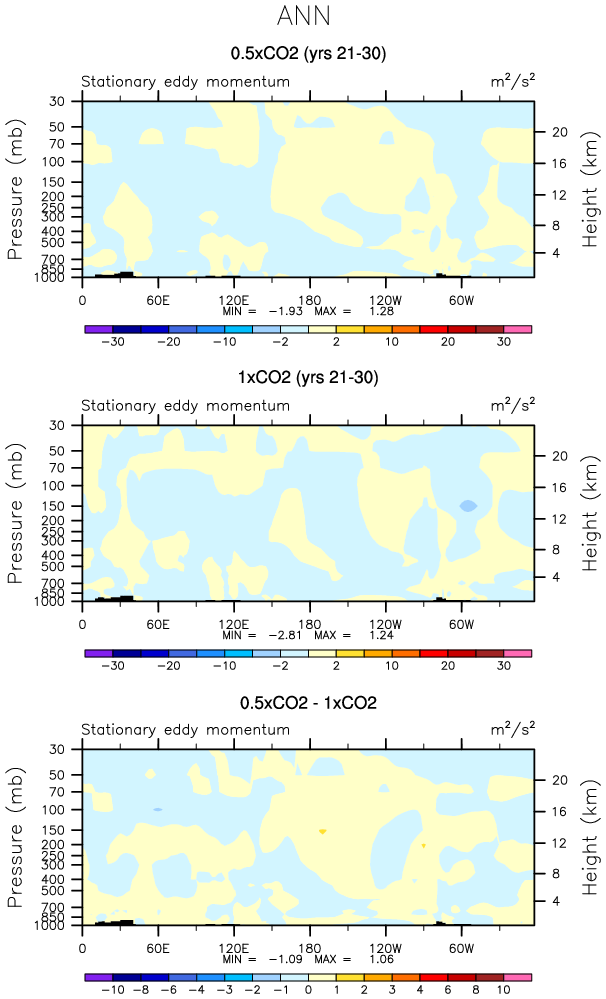 ANN
0.5xCO2 (yrs 21-30)
Stationary eddy momentum m²/s²
Pressure (mb)
30
50
70
100
150
200
250
300
400
500
700
850
1000
Height (km)
20
16
12
8
4
0 60E 120E 180 120W 60W
MIN = -1.93 MAX = 1.28
-30 -20 -10 -2 2 10 20 30
1xCO2 (yrs 21-30)
Stationary eddy momentum m²/s²
Pressure (mb)
30
50
70
100
150
200
250
300
400
500
700
850
1000
Height (km)
20
16
12
8
4
0 60E 120E 180 120W 60W
MIN = -2.81 MAX = 1.24
-30 -20 -10 -2 2 10 20 30
0.5xCO2 - 1xCO2
Stationary eddy momentum m²/s²
Pressure (mb)
30
50
70
100
150
200
250
300
400
500
700
850
1000
Height (km)
20
16
12
8
4
0 60E 120E 180 120W 60W
MIN = -1.09 MAX = 1.06
-10 -8 -6 -4 -2 -1 0 1 2 4 6 8 10